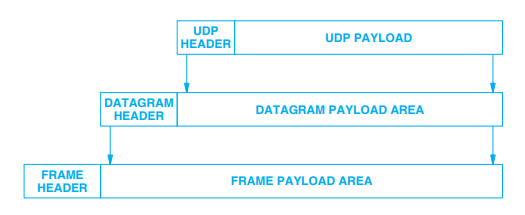 UDP
HEADER
UDP PAYLOAD
DATAGRAM
HEADER
DATAGRAM PAYLOAD AREA
FRAME
HEADER
FRAME PAYLOAD AREA